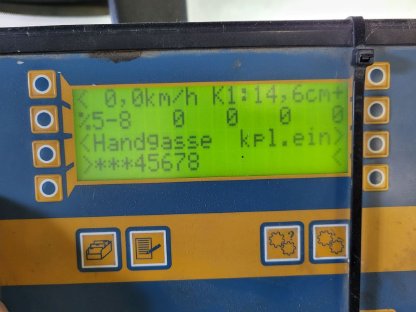 < 0,0km/h K1:14,6cm+
%5-8 0 0 0 0
<Handgasse kpl.ein>
>***45678 <